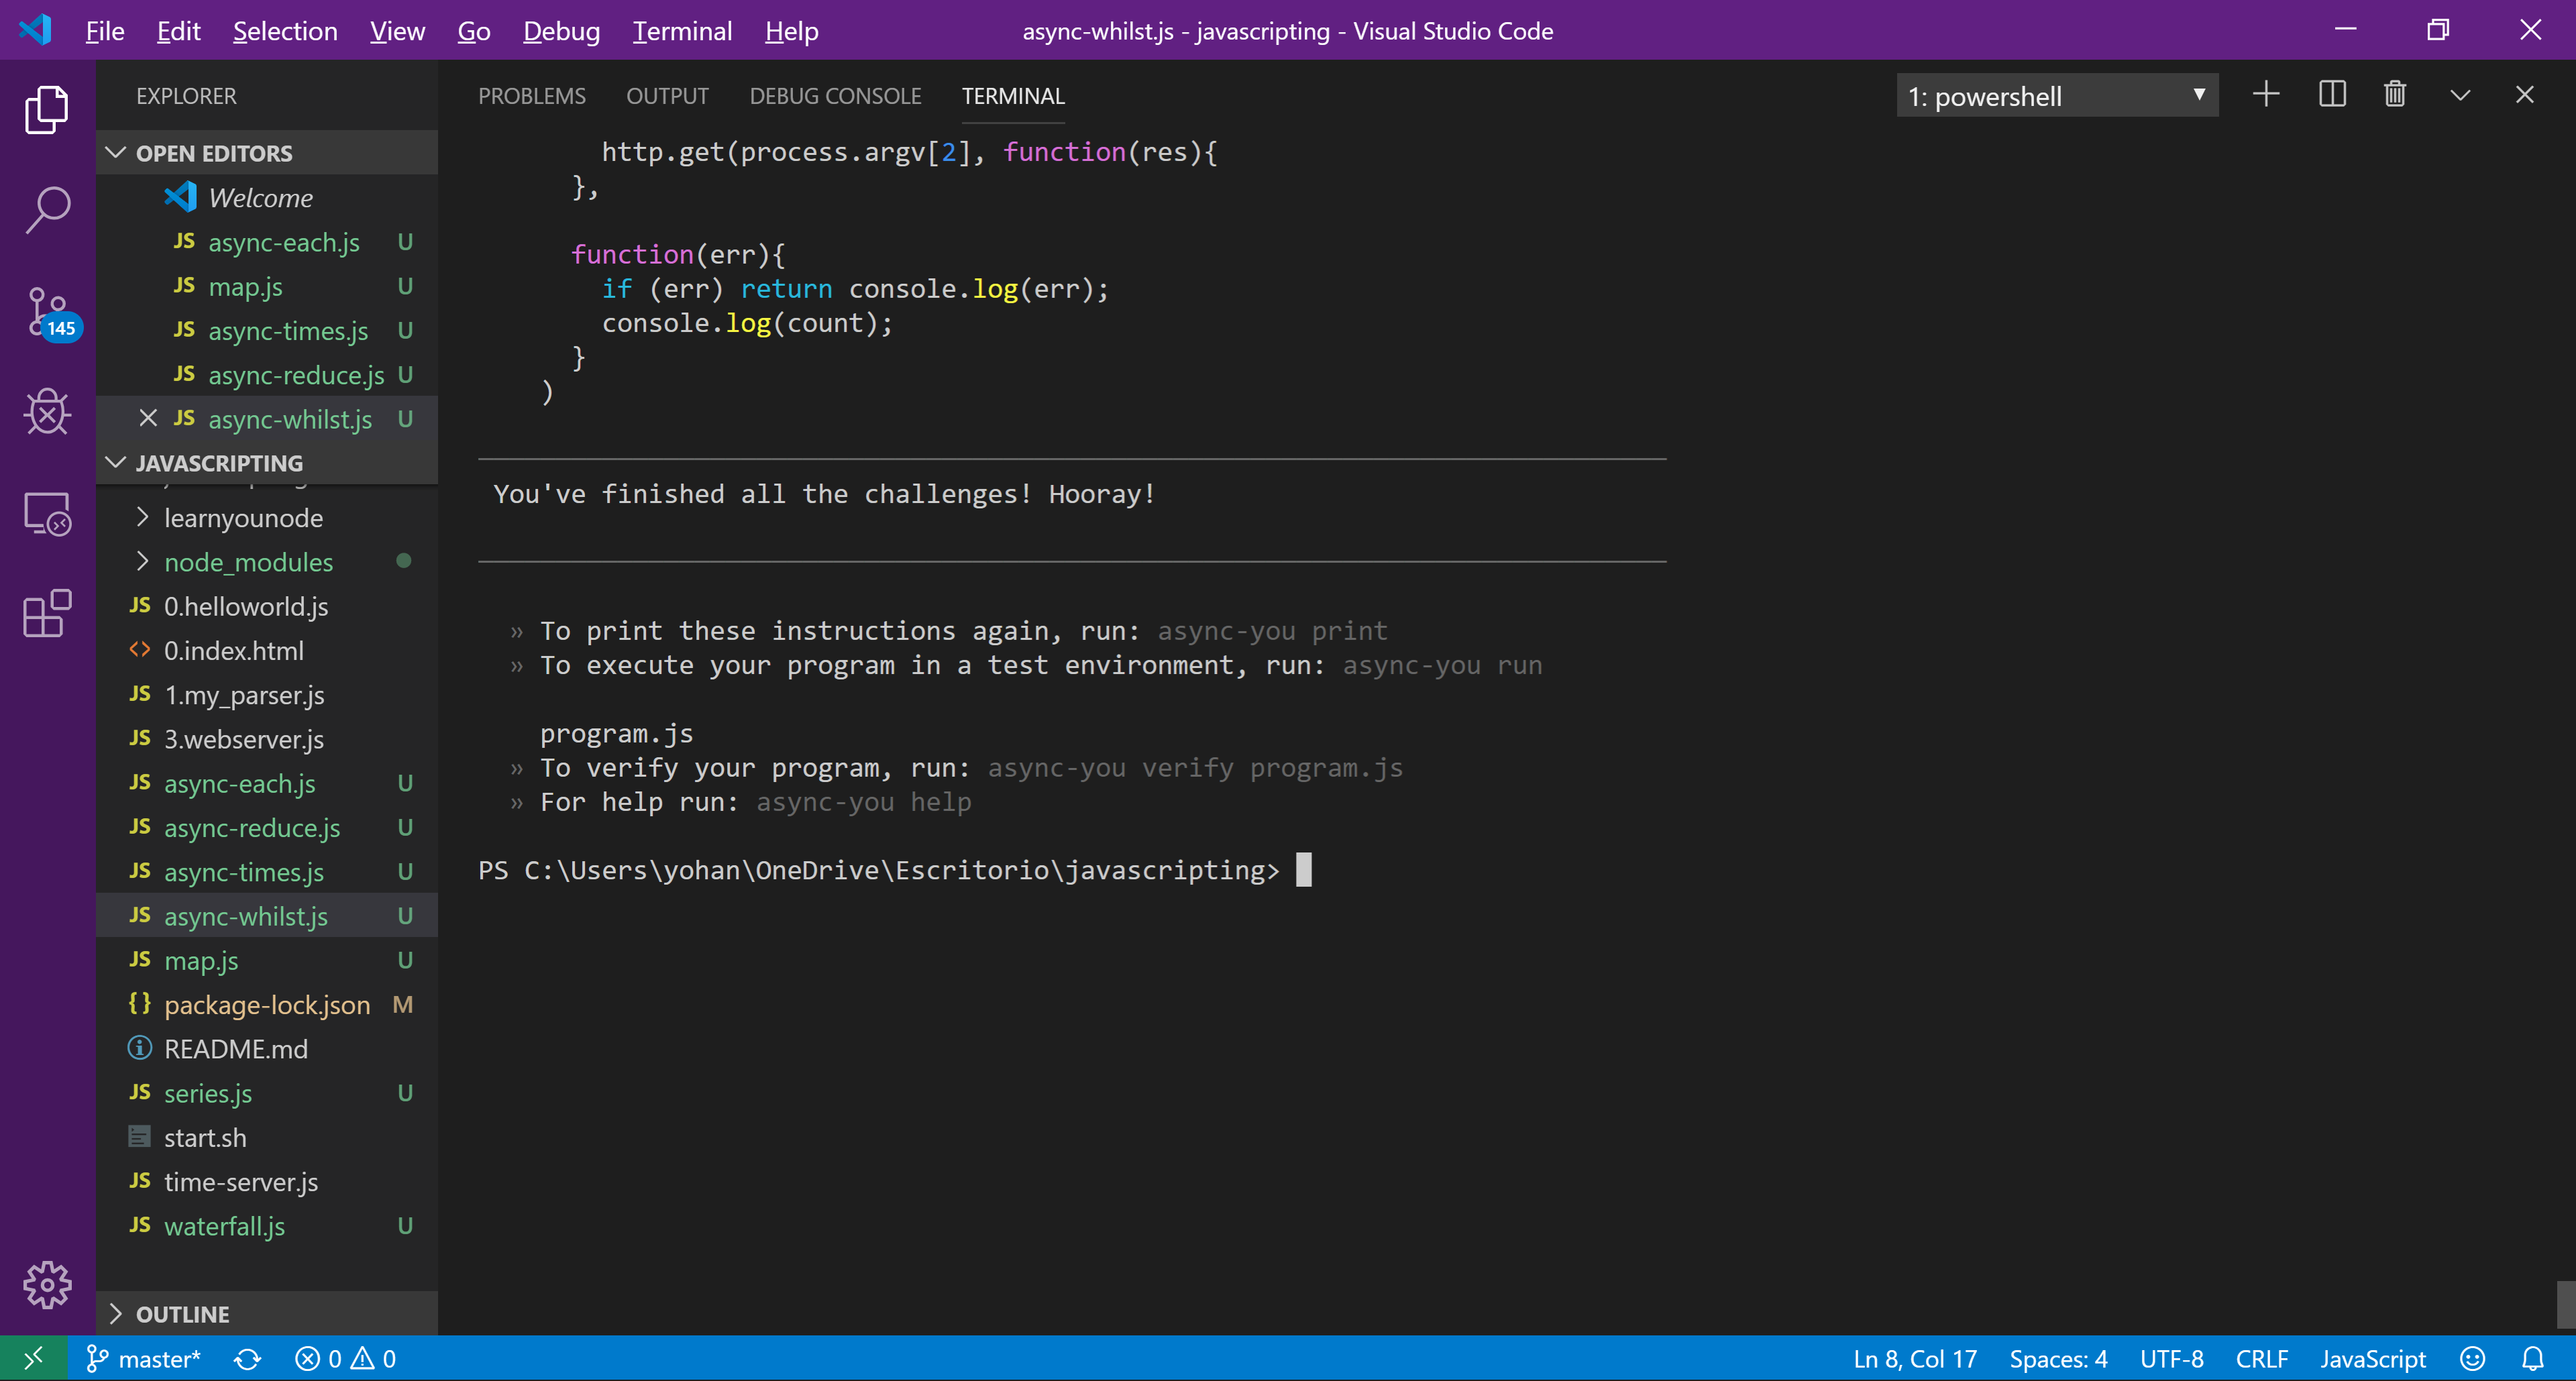 File Edit Selection View Go Debug Terminal Help
async-whilst.js - javascripting - Visual Studio Code
EXPLORER
OPEN EDITORS
Welcome
JS async-each.js U
JS map.js U
JS async-times.js U
JS async-reduce.js U
JS async-whilst.js U
JAVASCRIPTING
learnyounode
node_modules
JS 0.helloworld.js
<> 0.index.html
JS 1.my_parser.js
JS 3.webserver.js
JS async-each.js U
JS async-reduce.js U
JS async-times.js U
JS async-whilst.js U
JS map.js U
{} package-lock.json M
README.md
JS series.js U
start.sh
JS time-server.js
JS waterfall.js U
OUTLINE
145
PROBLEMS OUTPUT DEBUG CONSOLE TERMINAL
1: powershell
http.get(process.argv[2], function(res){
},
function(err){
if (err) return console.log(err);
console.log(count);
}
)
You've finished all the challenges! Hooray!
» To print these instructions again, run: async-you print
» To execute your program in a test environment, run: async-you run
program.js
» To verify your program, run: async-you verify program.js
» For help run: async-you help
PS C:\Users\yohan\OneDrive\Escritorio\javascripting>
master* 0 0
Ln 8, Col 17 Spaces: 4 UTF-8 CRLF JavaScript